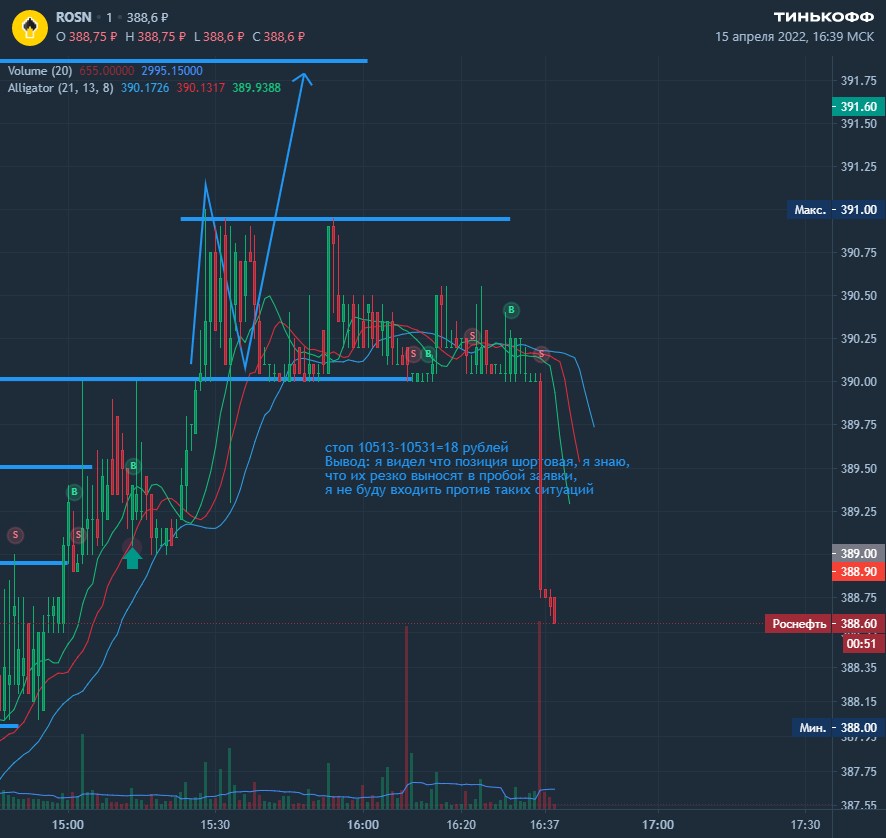 ROSN · 1 · 388,6 ₽
ТИНЬКОФФ
O 388,75 ₽ H 388,75 ₽ L 388,6 ₽ C 388,6 ₽
15 апреля 2022, 16:39 МСК
Volume (20) 655.00000 2995.15000
Alligator (21, 13, 8) 390.1726 390.1317 389.9388
391.75
391.60
391.50
391.25
Макс. 391.00
390.75
390.50
B
S
390.25
S B S
390.00
389.75
стоп 10513-10531=18 рублей
Вывод: я видел что позиция шортовая, я знаю,
что их резко выносят в пробой заявки,
я не буду входить против таких ситуаций
B
389.50
B
389.25
S S
389.00
388.90
388.75
Роснефть 388.60
00:51
388.35
388.15
Мин. 388.00
387.95
387.75
387.55
15:00 15:30 16:00 16:20 16:37 17:00 17:30